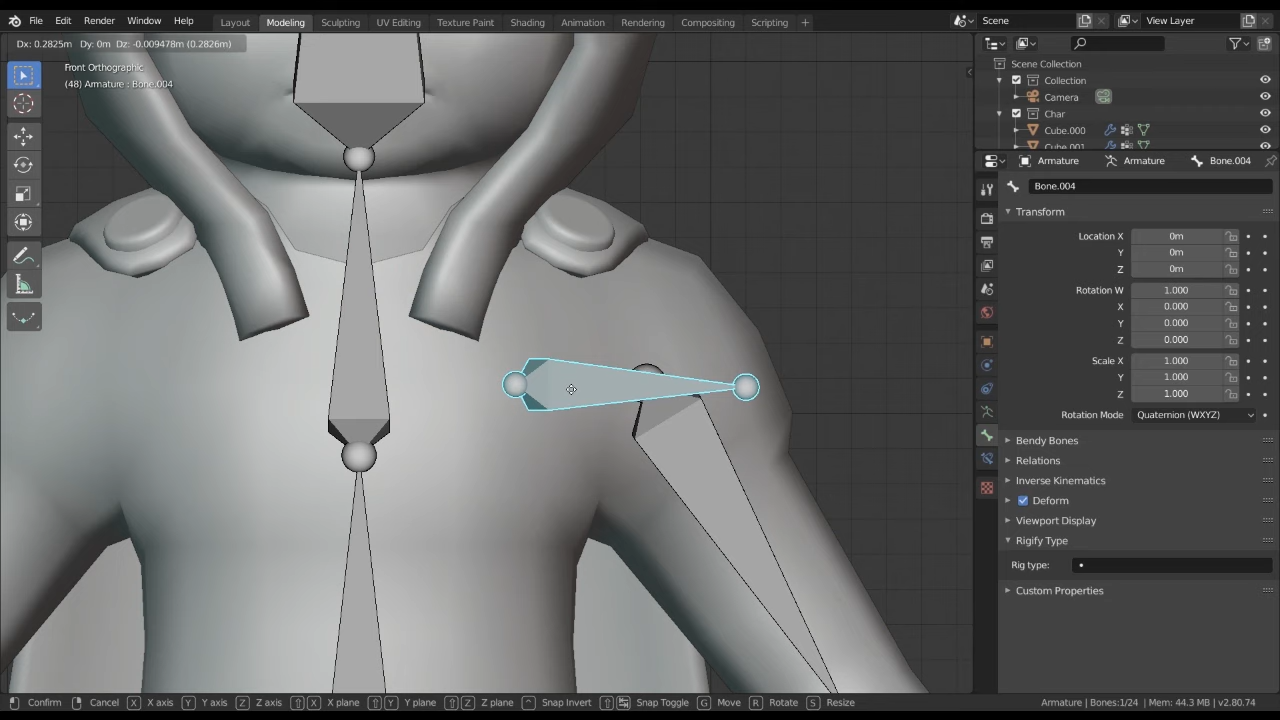 File Edit Render Window Help Layout Modeling Sculpting UV Editing Texture Paint Shading Animation Rendering Compositing Scripting + Scene View Layer
Dx: 0.2825m Dy: 0m Dz: -0.009478m (0.2826m)
Front Orthographic
(48) Armature : Bone.004
Scene Collection
Collection
Camera
Char
Cube.000
Cube.001
Armature Armature Bone.004
Bone.004
Transform
Location X 0m
Y 0m
Z 0m
Rotation W 1.000
X 0.000
Y 0.000
Z 0.000
Scale X 1.000
Y 1.000
Z 1.000
Rotation Mode Quaternion (WXYZ)
Bendy Bones
Relations
Inverse Kinematics
Deform
Viewport Display
Rigify Type
Rig type:
Custom Properties
Confirm Cancel X X axis Y Y axis Z Z axis X X plane Y Y plane Z Z plane Snap Invert Snap Toggle G Move R Rotate S Resize Armature | Bones:1/24 | Mem: 44.3 MB | v2.80.74